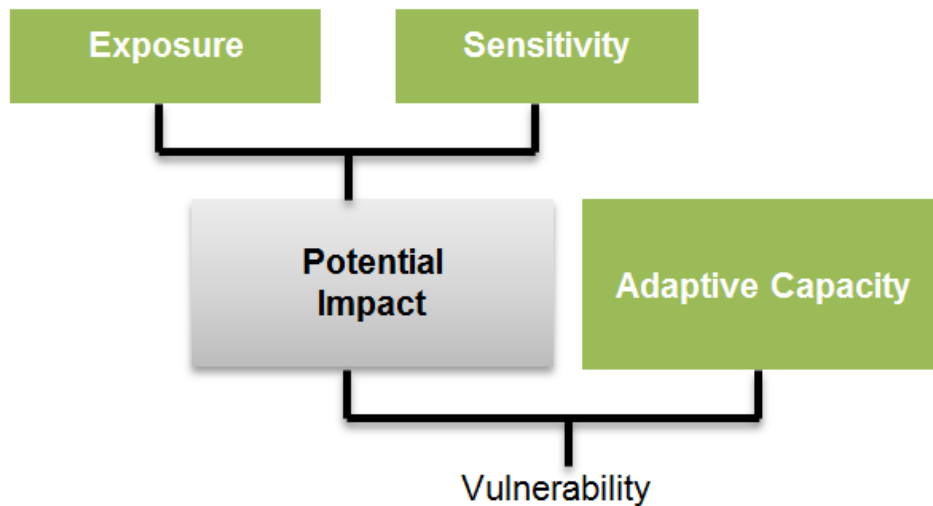 Exposure
Sensitivity
Potential
Impact
Adaptive Capacity
Vulnerability